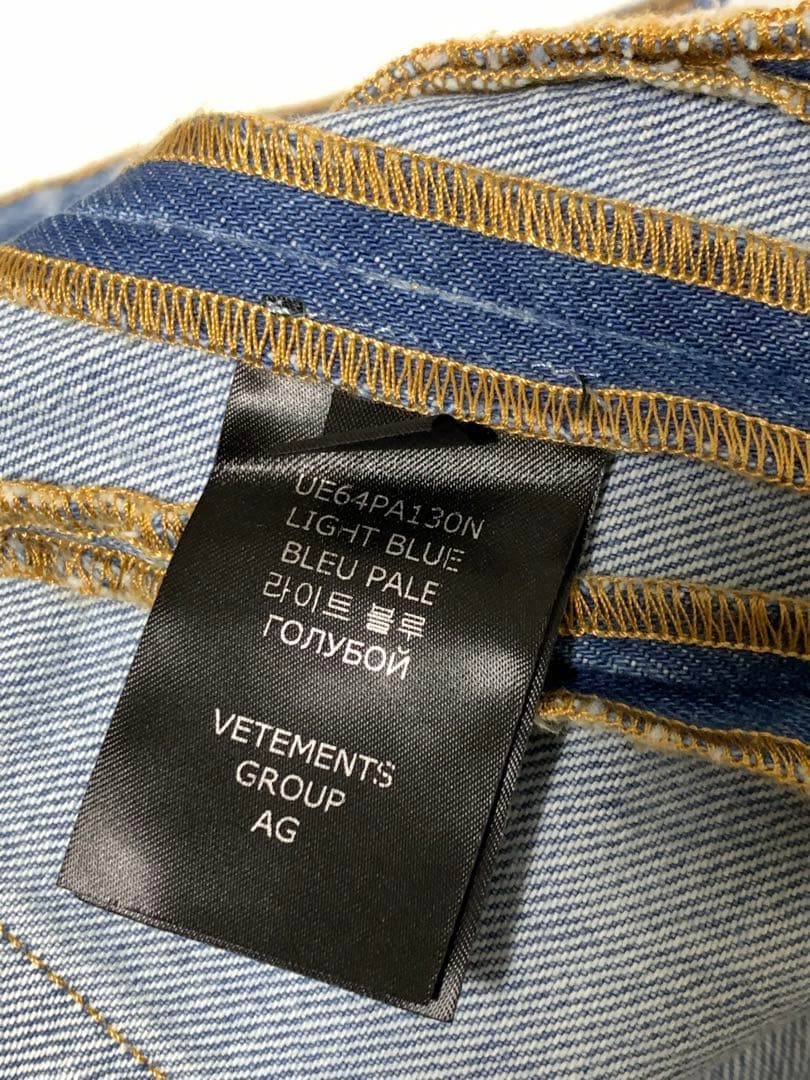 UE64PA130N
LIGHT BLUE
BLEU PALE
라이트 블루
ГОЛУБОЙ
VETEMENTS
GROUP
AG